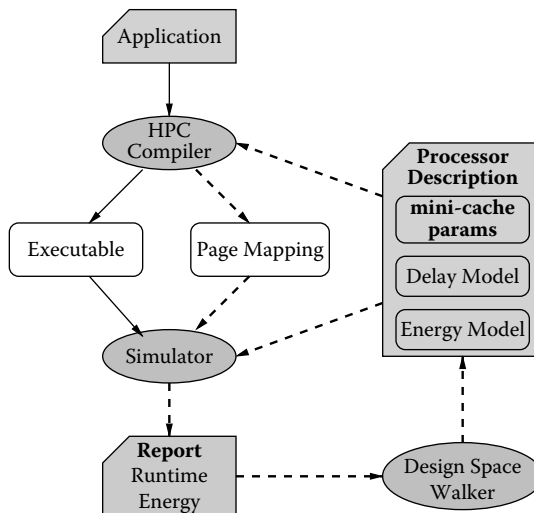 Application
HPC
Compiler
Processor
Description
mini-cache
params
Executable
Page Mapping
Delay Model
Energy Model
Simulator
Report
Runtime
Energy
Design Space
Walker